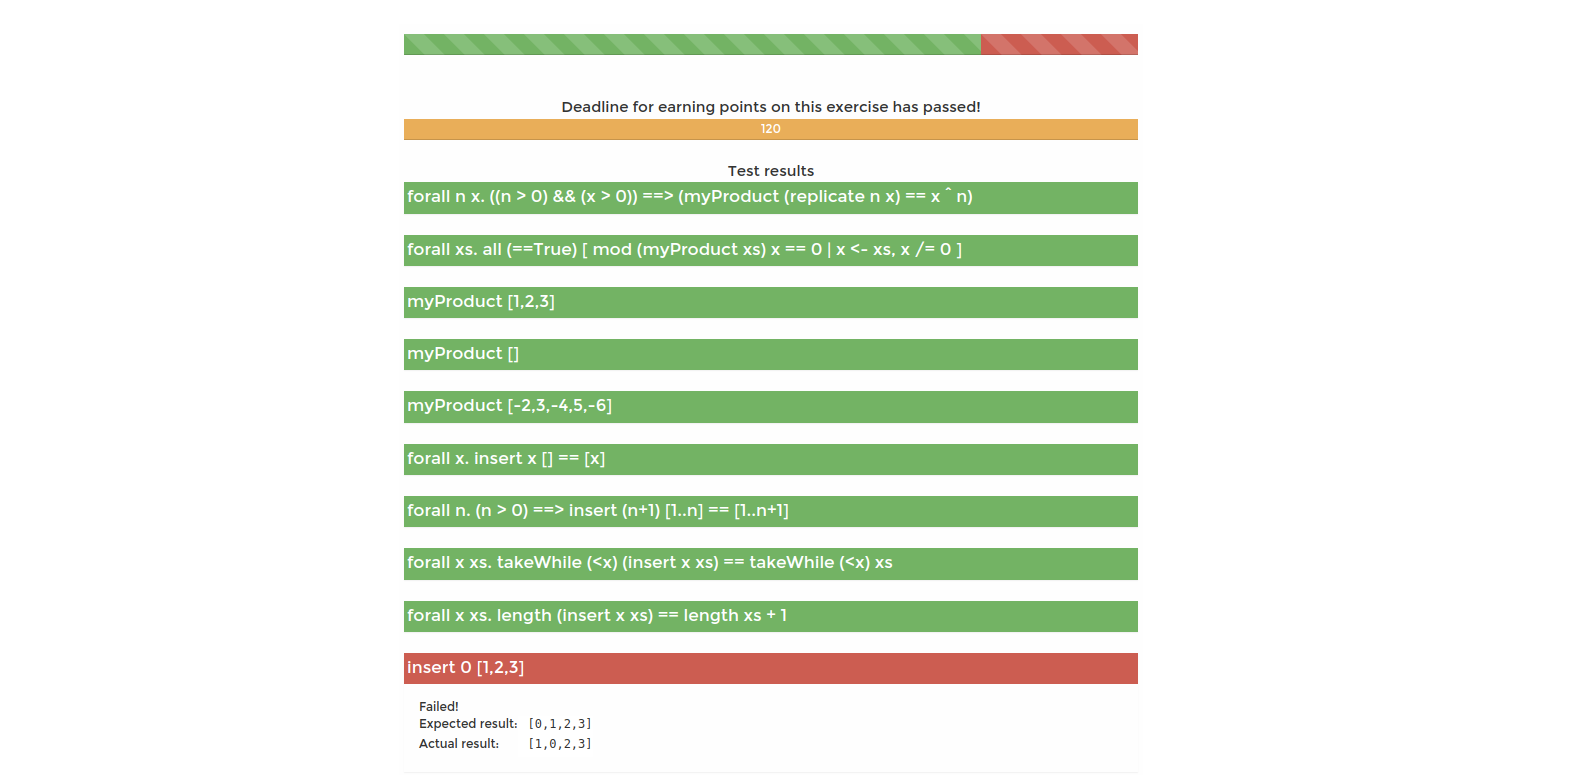 Deadline for earning points on this exercise has passed!
120
Test results
forall n x. ((n > 0) && (x > 0)) ==> (myProduct (replicate n x) == x ^ n)
forall xs. all (==True) [ mod (myProduct xs) x == 0 | x <- xs, x /= 0 ]
myProduct [1,2,3]
myProduct []
myProduct [-2,3,-4,5,-6]
forall x. insert x [] == [x]
forall n. (n > 0) ==> insert (n+1) [1..n] == [1..n+1]
forall x xs. takeWhile (<x) (insert x xs) == takeWhile (<x) xs
forall x xs. length (insert x xs) == length xs + 1
insert 0 [1,2,3]
Failed!
Expected result: [0,1,2,3]
Actual result: [1,0,2,3]